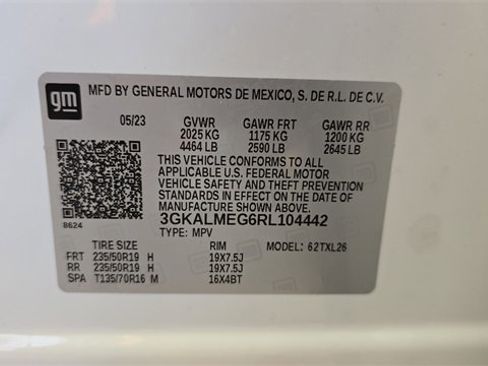 gm
MFD BY GENERAL MOTORS DE MEXICO, S. DE R.L. DE C.V.
05/23 GVWR GAWR FRT GAWR RR
2025 KG 1175 KG 1200 KG
4464 LB 2590 LB 2645 LB
THIS VEHICLE CONFORMS TO ALL
APPLICABLE U.S. FEDERAL MOTOR
VEHICLE SAFETY AND THEFT PREVENTION
STANDARDS IN EFFECT ON THE DATE OF
MANUFACTURE SHOWN ABOVE.
3GKALMEG6RL104442
8624 TYPE: MPV
TIRE SIZE RIM MODEL: 62TXL26
FRT 235/50R19 H 19X7.5J
RR 235/50R19 H 19X7.5J
SPA T135/70R16 M 16X4BT